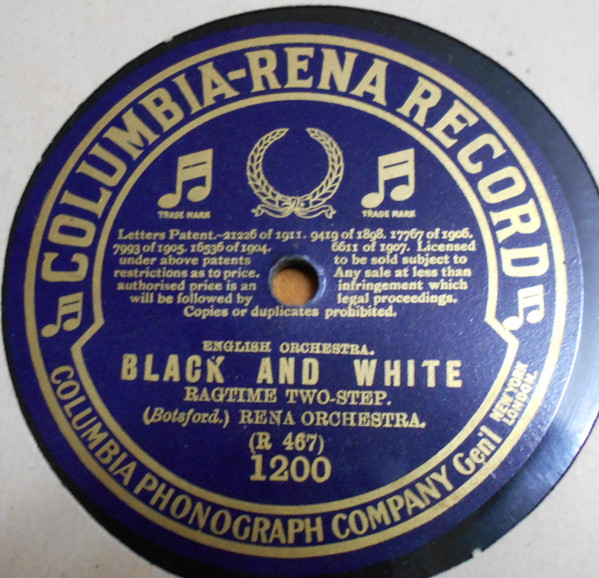 COLUMBIA-RENA RECORD
TRADE MARK
TRADE MARK
Letters Patent.-21226 of 1911. 9419 of 1898. 17767 of 1906.
7993 of 1905. 16536 of 1904. 6611 of 1907. Licensed
under above patents to be sold subject to
restrictions as to price. Any sale at less than
authorised price is an infringement which
will be followed by legal proceedings.
Copies or duplicates prohibited.
ENGLISH ORCHESTRA.
BLACK AND WHITE
RAGTIME TWO-STEP.
(Botsford.) RENA ORCHESTRA.
(R 467)
1200
COLUMBIA PHONOGRAPH COMPANY Gen'l
NEW YORK
LONDON.